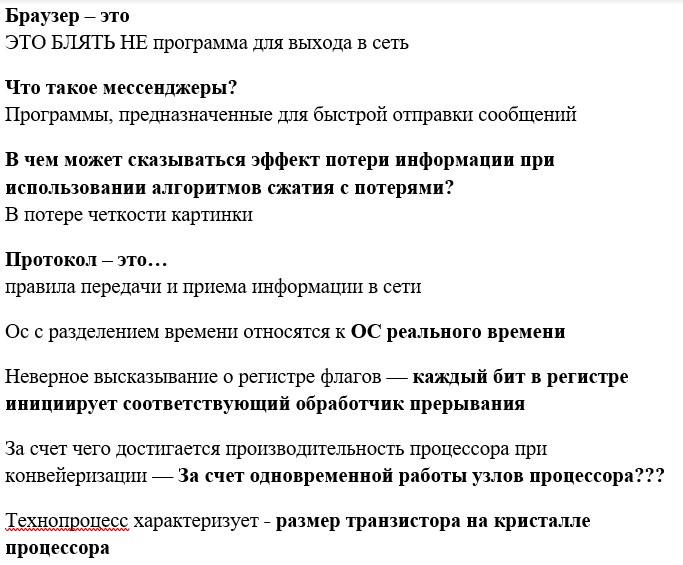 Браузер – это
ЭТО БЛЯТЬ НЕ программа для выхода в сеть
Что такое мессенджеры?
Программы, предназначенные для быстрой отправки сообщений
В чем может сказываться эффект потери информации при
использовании алгоритмов сжатия с потерями?
В потере четкости картинки
Протокол – это…
правила передачи и приема информации в сети
Ос с разделением времени относятся к ОС реального времени
Неверное высказывание о регистре флагов — каждый бит в регистре
инициирует соответствующий обработчик прерывания
За счет чего достигается производительность процессора при
конвейеризации — За счет одновременной работы узлов процессора???
Технопроцесс характеризует - размер транзистора на кристалле
процессора